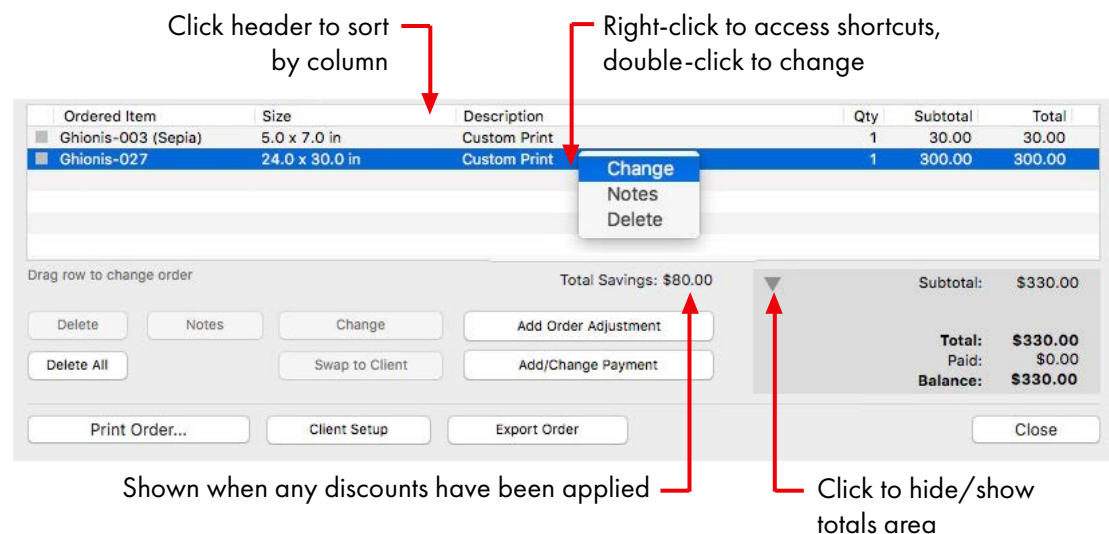 Click header to sort
by column
Right-click to access shortcuts,
double-click to change
Ordered Item Size Description Qty Subtotal Total
Ghionis-003 (Sepia) 5.0 x 7.0 in Custom Print 1 30.00 30.00
Ghionis-027 24.0 x 30.0 in Custom Print 1 300.00 300.00
Change
Notes
Delete
Drag row to change order
Total Savings: $80.00
Subtotal: $330.00
Delete Notes Change Add Order Adjustment
Total: $330.00
Delete All Swap to Client Add/Change Payment
Paid: $0.00
Balance: $330.00
Print Order... Client Setup Export Order Close
Shown when any discounts have been applied
Click to hide/show
totals area